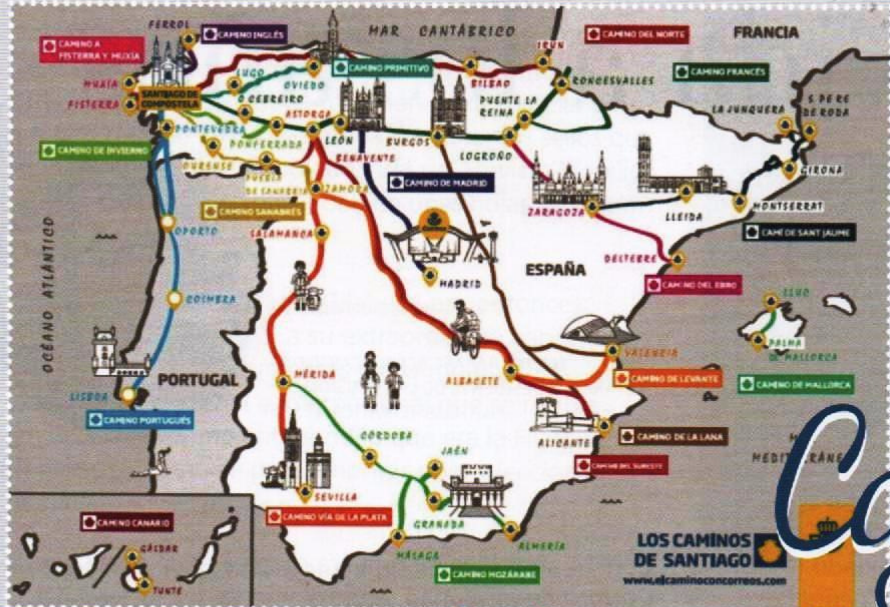 FERROL
CAMINO INGLÉS
MAR CANTÁBRICO
CAMINO DEL NORTE
FRANCIA
CAMINO A
FISTERRA Y MUXÍA
IRUN
MUXÍA
LUGO
OVIEDO
CAMINO PRIMITIVO
BILBAO
RONCESVALLES
CAMINO FRANCÉS
SANTIAGO DE
COMPOSTELA
FISTERRA
O CEBREIRO
ASTORGA
PUENTE LA
REINA
LA JUNQUERA
S. PERE
DE RODA
PONTEVEDRA
PONFERRADA
LEÓN
BURGOS
LOGROÑO
CAMINO DE INVIERNO
OURENSE
BENAVENTE
GIRONA
PUEBLA
DE SANABRIA
ZAMORA
CAMINO DE MADRID
CAMINO SANABRÉS
ZARAGOZA
LLEIDA
MONTSERRAT
OPORTO
SALAMANCA
CAMÍ DE SANT JAUME
OCÉANO ATLÁNTICO
MADRID
ESPAÑA
DELTEBRE
CAMINO DEL EBRO
COIMBRA
LLUC
PALMA
DE MALLORCA
VALENCIA
PORTUGAL
MÉRIDA
ALBACETE
CAMINO DE LEVANTE
CAMINO DE MALLORCA
LISBOA
CAMINO PORTUGUÉS
CÓRDOBA
ALICANTE
CAMINO DE LA LANA
JAÉN
CAMINO DEL SURESTE
SEVILLA
CAMINO VÍA DE LA PLATA
GRANADA
CAMINO CANARIO
GÁLDAR
TUNTE
MÁLAGA
ALMERÍA
CAMINO MOZÁRABE
LOS CAMINOS
DE SANTIAGO
www.elcaminoconcorreos.com